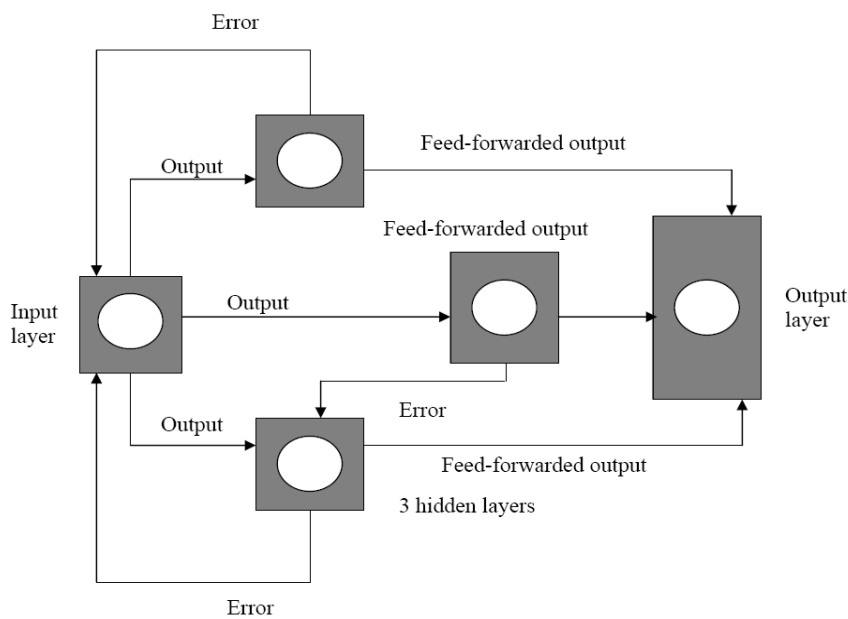 Error
Feed-forwarded output
Output
Feed-forwarded output
Input
layer
Output
Output
layer
Error
Output
Feed-forwarded output
3 hidden layers
Error